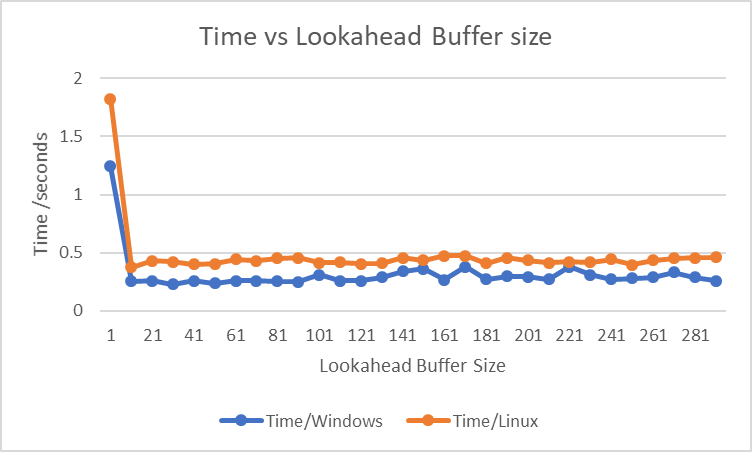 Time vs Lookahead Buffer size
Time /seconds
2
1.5
1
0.5
0
1 21 41 61 81 101 121 141 161 181 201 221 241 261 281
Lookahead Buffer Size
Time/Windows Time/Linux